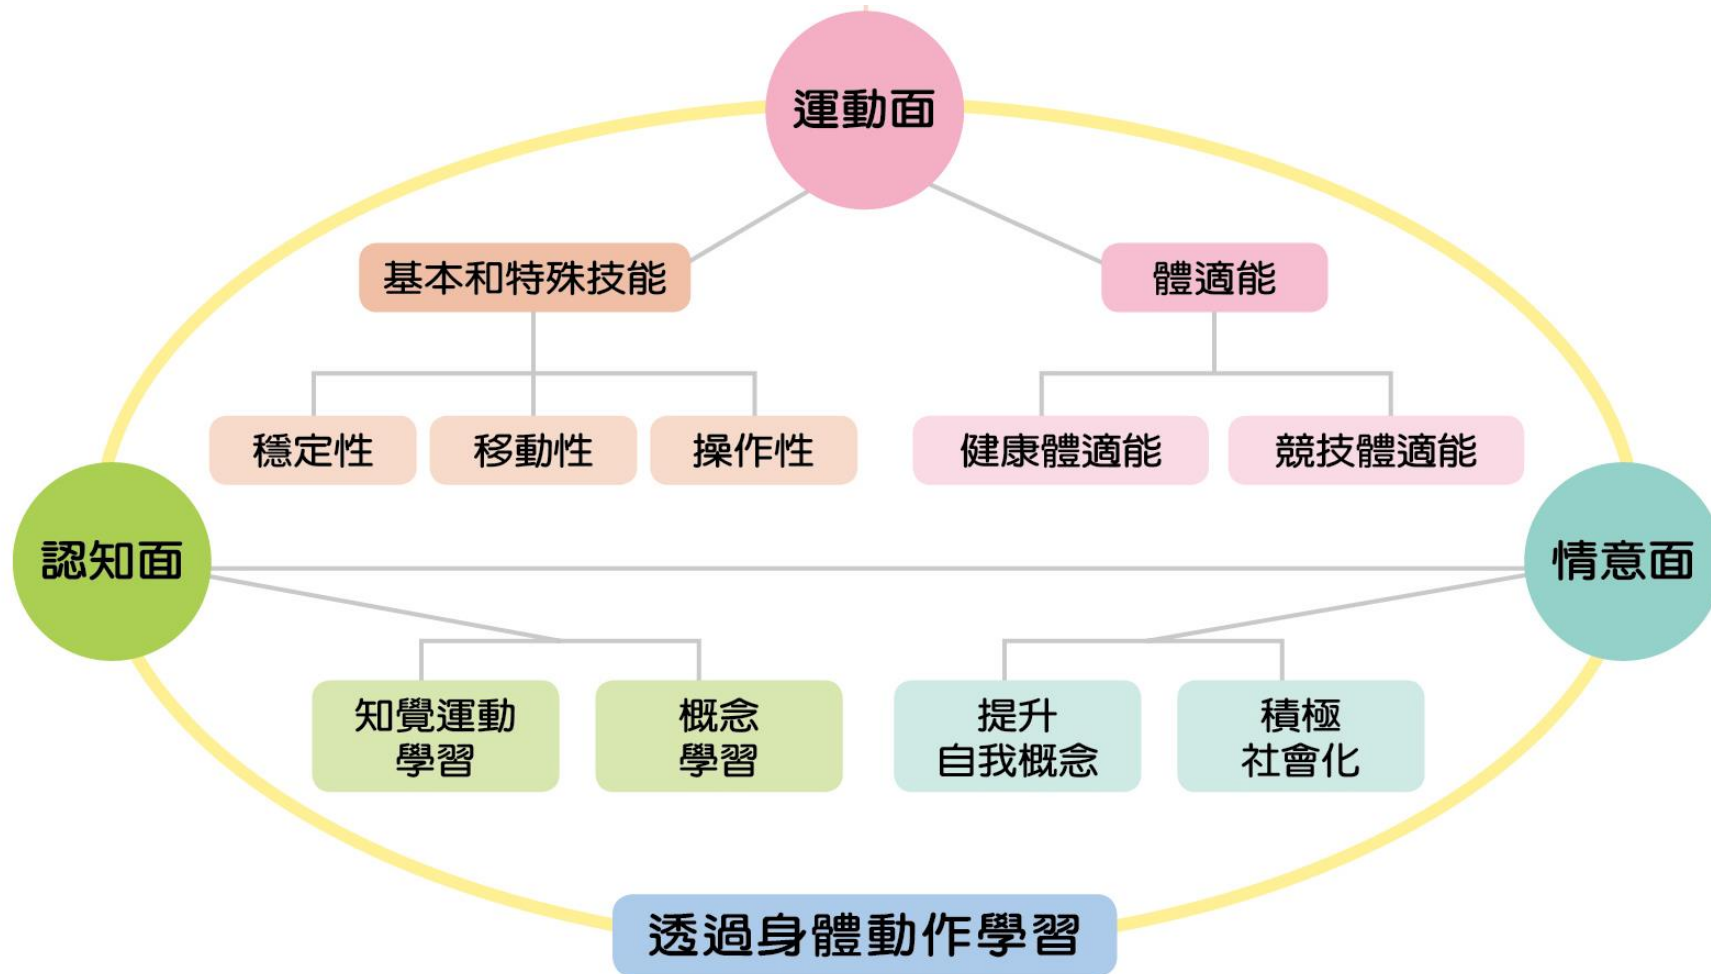 運動面
基本和特殊技能
體適能
穩定性
移動性
操作性
健康體適能
競技體適能
認知面
情意面
知覺運動
學習
概念
學習
提升
自我概念
積極
社會化
透過身體動作學習